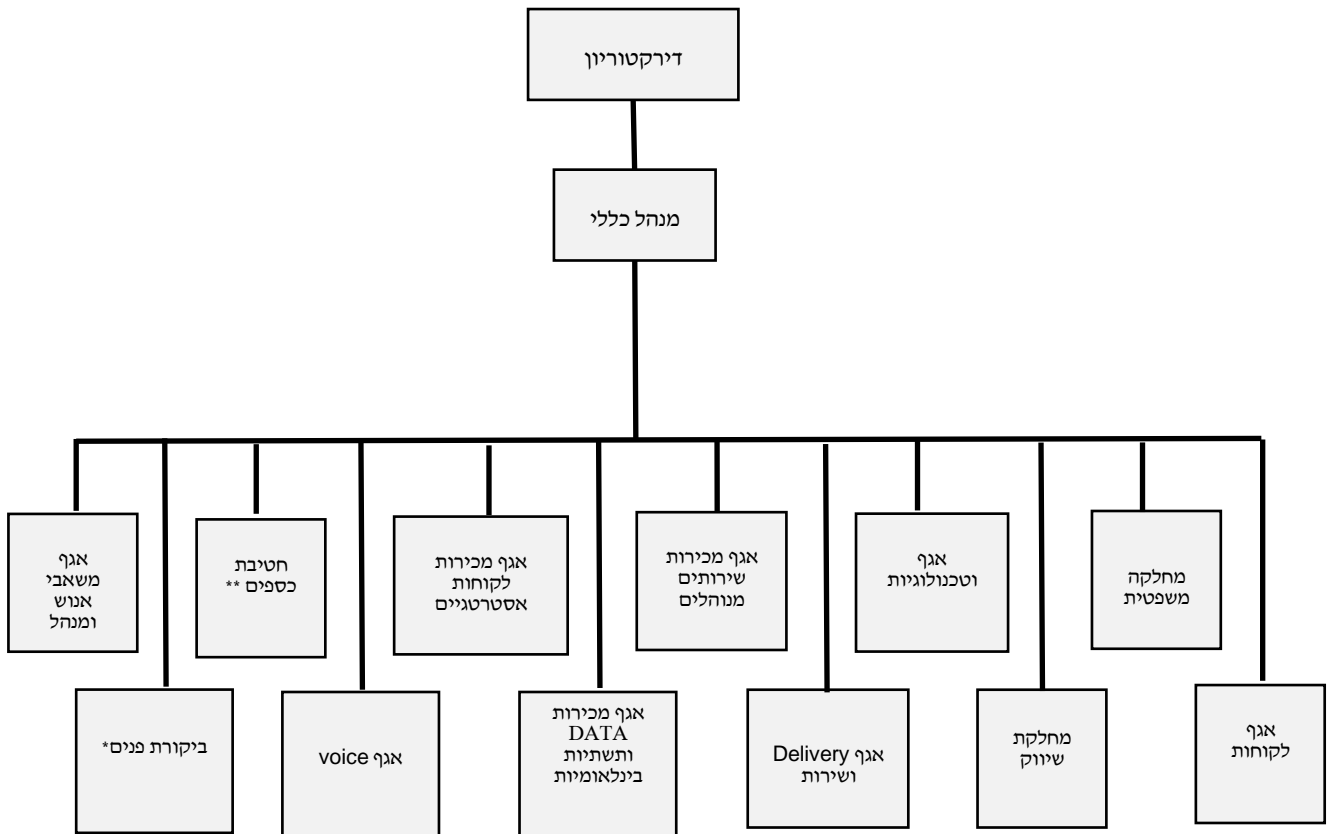 דירקטוריון
מנהל כללי
מחלקה
משפטית
אגף
וטכנולוגיות
אגף מכירות
שירותים
מנוהלים
אגף מכירות
לקוחות
אסטרטגיים
חטיבת
כספים **
אגף
משאבי
אנוש
ומנהל
אגף
לקוחות
מחלקת
שיווק
אגף Delivery
ושירות
אגף מכירות
DATA
ותשתיות
בינלאומיות
אגף voice
ביקורת פנים*